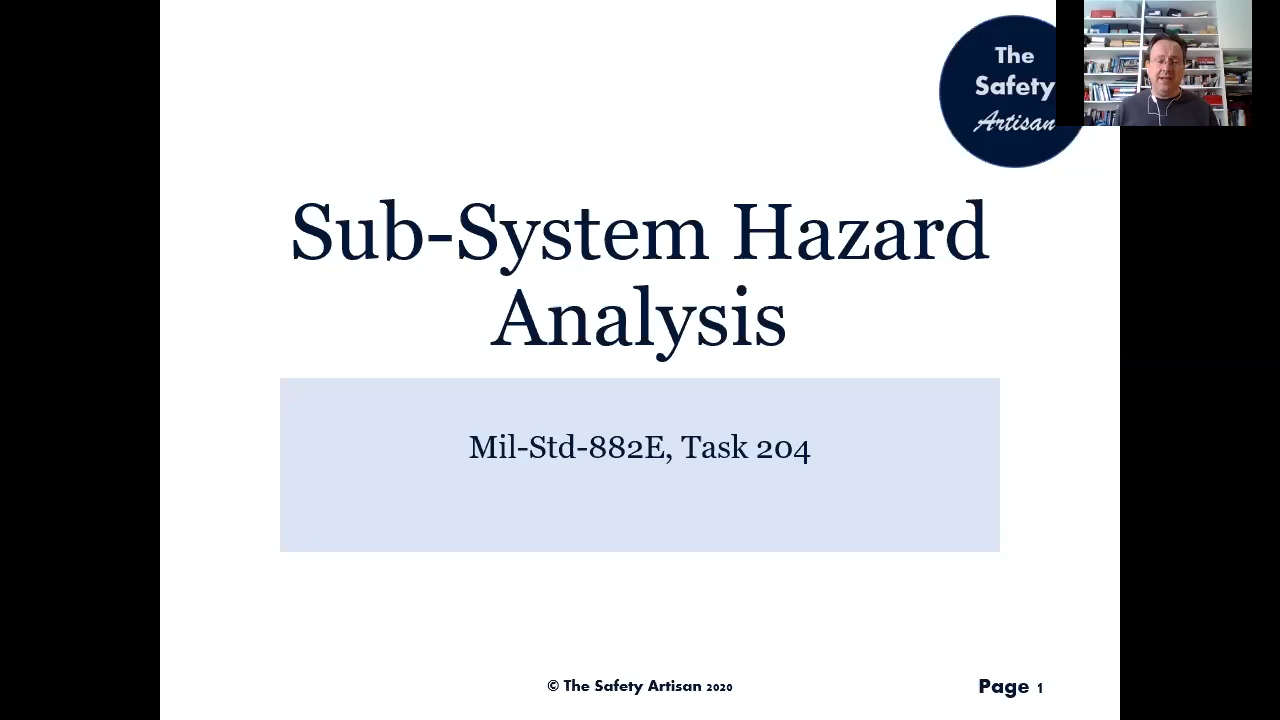 The
Safety
Artisan
Sub-System Hazard
Analysis
Mil-Std-882E, Task 204
© The Safety Artisan 2020
Page 1